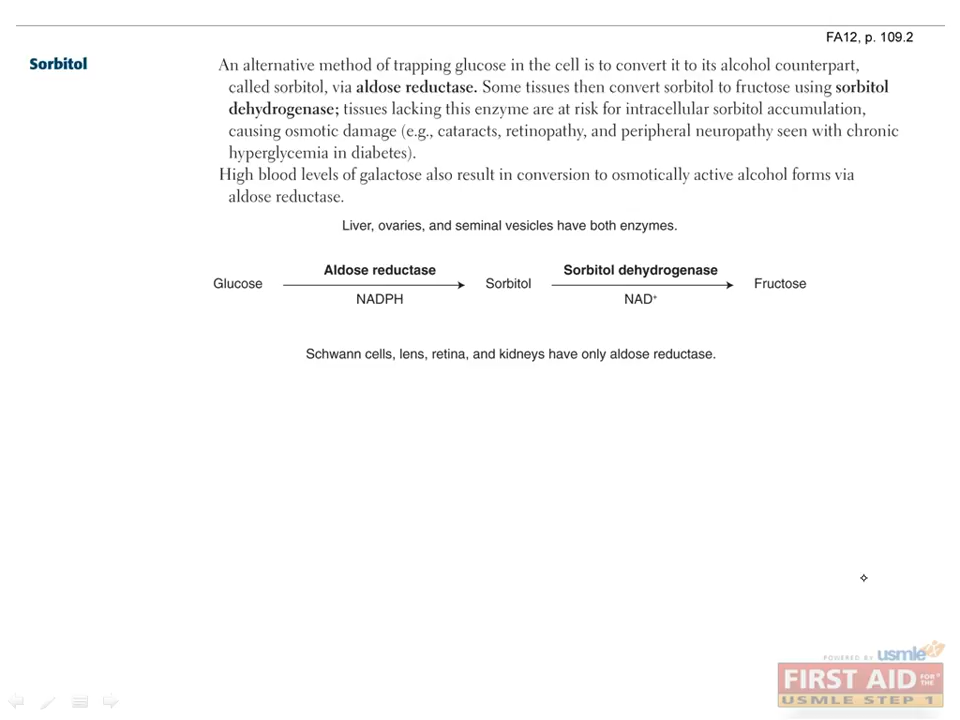 FA12, p. 109.2
Sorbitol
An alternative method of trapping glucose in the cell is to convert it to its alcohol counterpart,
called sorbitol, via aldose reductase. Some tissues then convert sorbitol to fructose using sorbitol
dehydrogenase; tissues lacking this enzyme are at risk for intracellular sorbitol accumulation,
causing osmotic damage (e.g., cataracts, retinopathy, and peripheral neuropathy seen with chronic
hyperglycemia in diabetes).
High blood levels of galactose also result in conversion to osmotically active alcohol forms via
aldose reductase.
Liver, ovaries, and seminal vesicles have both enzymes.
Aldose reductase Sorbitol dehydrogenase
Glucose Sorbitol Fructose
NADPH NAD⁺
Schwann cells, lens, retina, and kidneys have only aldose reductase.
POWERED BY usmle
FIRST AID FOR THE
USMLE STEP 1